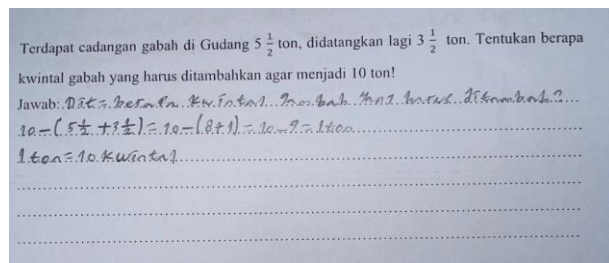 Terdapat cadangan gabah di Gudang 5 1/2 ton, didatangkan lagi 3 1/2 ton. Tentukan berapa
kwintal gabah yang harus ditambahkan agar menjadi 10 ton!
Jawab: Dit = berapa kwintal gabah yang harus ditambah?
10 - (5 1/2 + 3 1/2) = 10 - (8 + 1) = 10 - 9 = 1 ton
1 ton = 10 kwintal